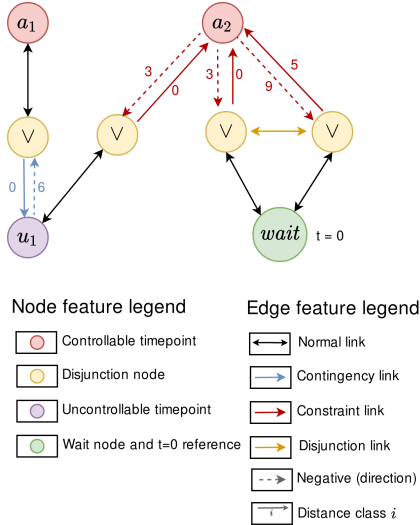 a₁
a₂
3
0
3
0
9
5
∨
∨
∨
∨
0
6
u₁
wait
t = 0
Node feature legend
Controllable timepoint
Disjunction node
Uncontrollable timepoint
Wait node and t=0 reference
Edge feature legend
Normal link
Contingency link
Constraint link
Disjunction link
Negative (direction)
i
Distance class i